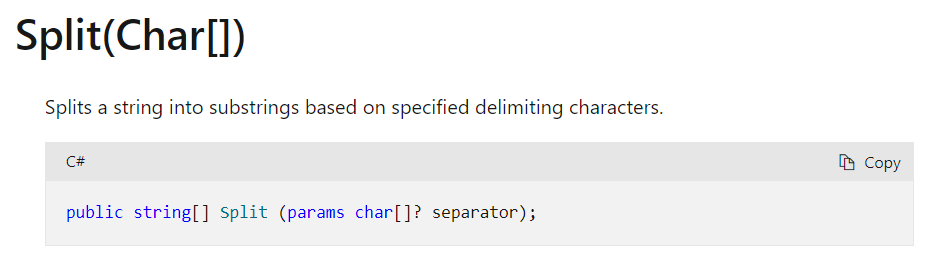 Split(Char[])
Splits a string into substrings based on specified delimiting characters.
C# Copy
public string[] Split (params char[]? separator);